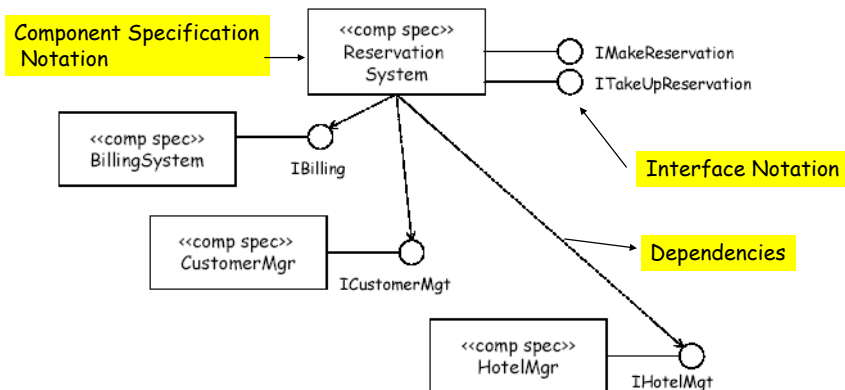 Component Specification
Notation
<<comp spec>>
Reservation
System
IMakeReservation
ITakeUpReservation
<<comp spec>>
BillingSystem
IBilling
Interface Notation
<<comp spec>>
CustomerMgr
ICustomerMgt
Dependencies
<<comp spec>>
HotelMgr
IHotelMgt